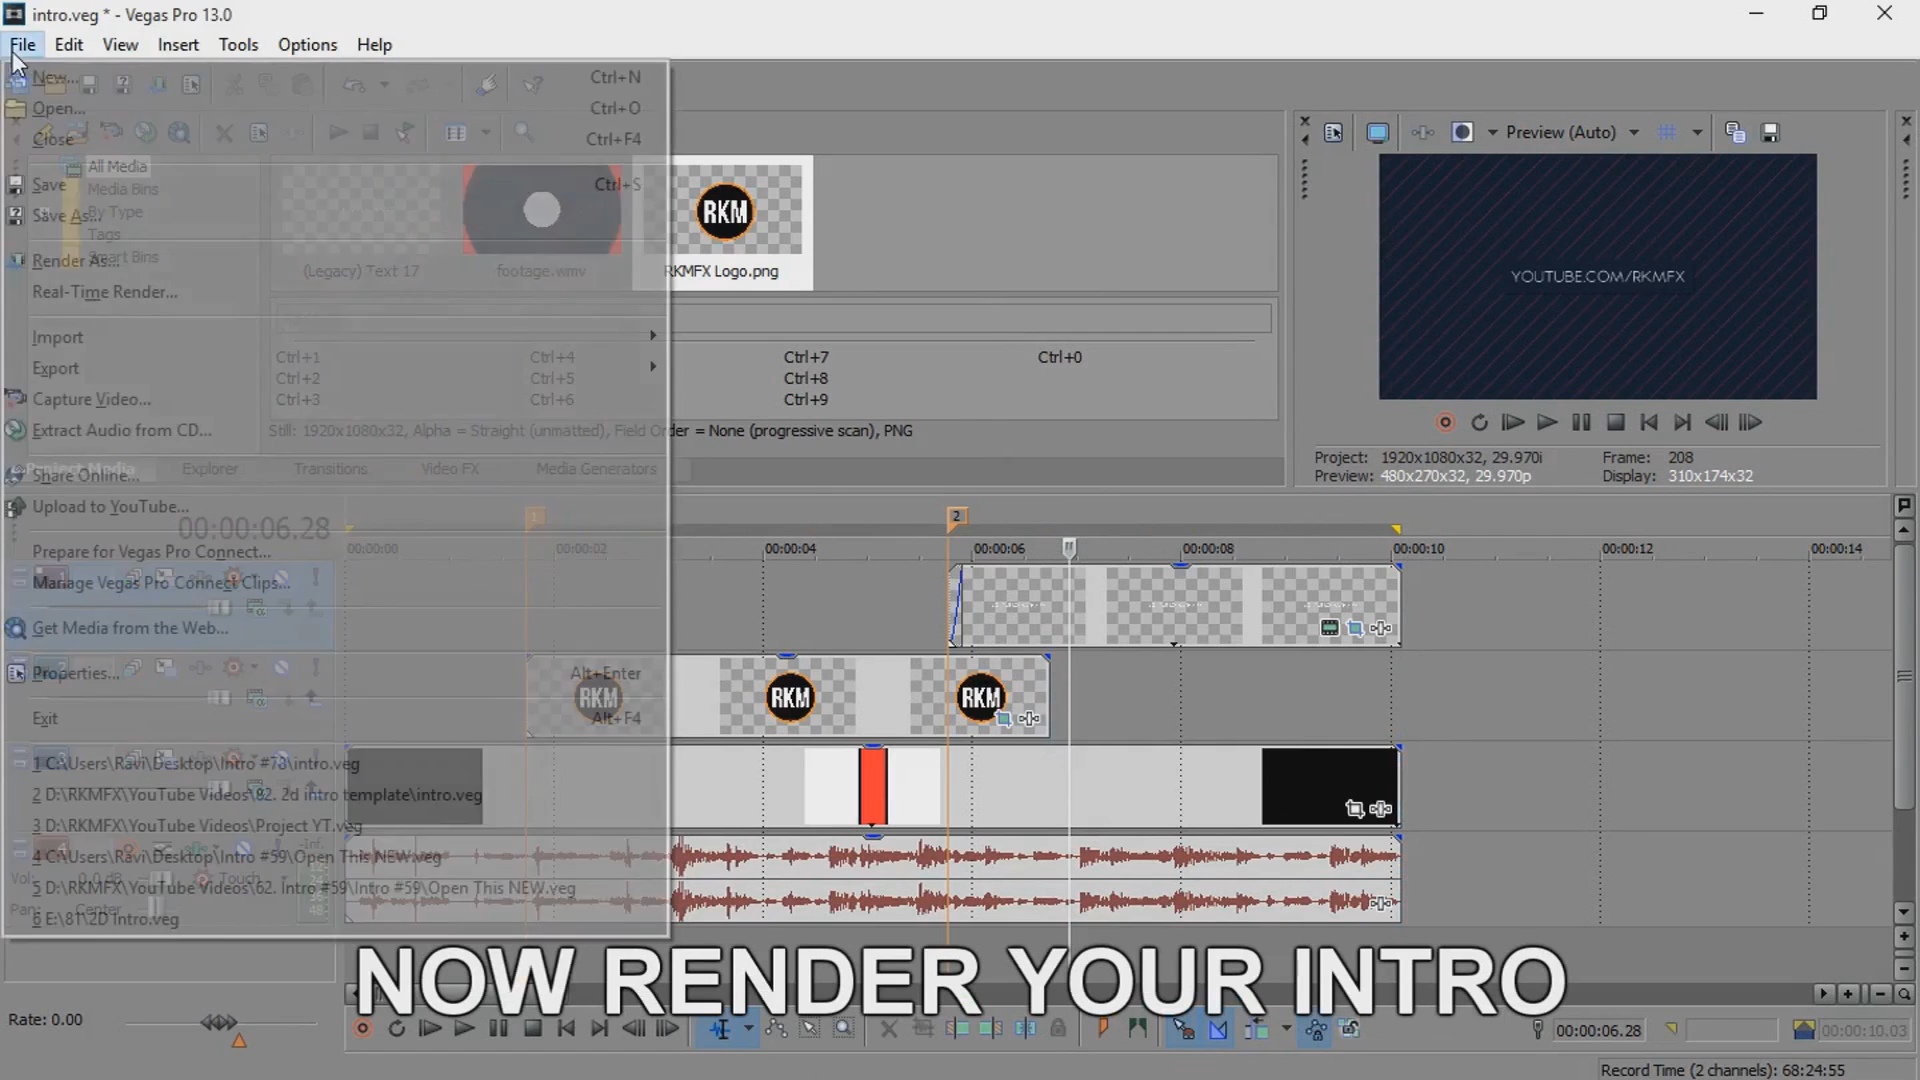 intro.veg * - Vegas Pro 13.0
File Edit View Insert Tools Options Help
New... Ctrl+N
Open... Ctrl+O
Close Ctrl+F4
Save Ctrl+S
Save As...
Render As...
Real-Time Render...
Import
Export
Capture Video...
Extract Audio from CD...
Share Online...
Upload to YouTube...
Prepare for Vegas Pro Connect...
Manage Vegas Pro Connect Clips...
Get Media from the Web...
Properties... Alt+Enter
Exit Alt+F4
1 C:\Users\Ravi\Desktop\Intro #78\intro.veg
2 D:\RKMFX\YouTube Videos\82. 2d intro template\intro.veg
3 D:\RKMFX\YouTube Videos\Project YT.veg
4 C:\Users\Ravi\Desktop\Intro #59\Open This NEW.veg
5 D:\RKMFX\YouTube Videos\62. Intro #59\Intro #59\Open This NEW.veg
6 E:\81\2D Intro.veg
All Media
Media Bins
By Type
Tags
Smart Bins
(Legacy) Text 17
footage.wmv
RKM
RKMFX Logo.png
Ctrl+1 Ctrl+4 Ctrl+7 Ctrl+0
Ctrl+2 Ctrl+5 Ctrl+8
Ctrl+3 Ctrl+6 Ctrl+9
Still: 1920x1080x32, Alpha = Straight (unmatted), Field Order = None (progressive scan), PNG
Project Media Explorer Transitions Video FX Media Generators
Preview (Auto)
YOUTUBE.COM/RKMFX
Project: 1920x1080x32, 29.970i Frame: 208
Preview: 480x270x32, 29.970p Display: 310x174x32
00:00:06.28
1 2
00:00:00 00:00:02 00:00:04 00:00:06 00:00:08 00:00:10 00:00:12 00:00:14
RKM RKM RKM
Vol: 0.0 dB Touch
Pan: Center
-Inf.
NOW RENDER YOUR INTRO
Rate: 0.00
00:00:06.28
00:00:10.03
Record Time (2 channels): 68:24:55